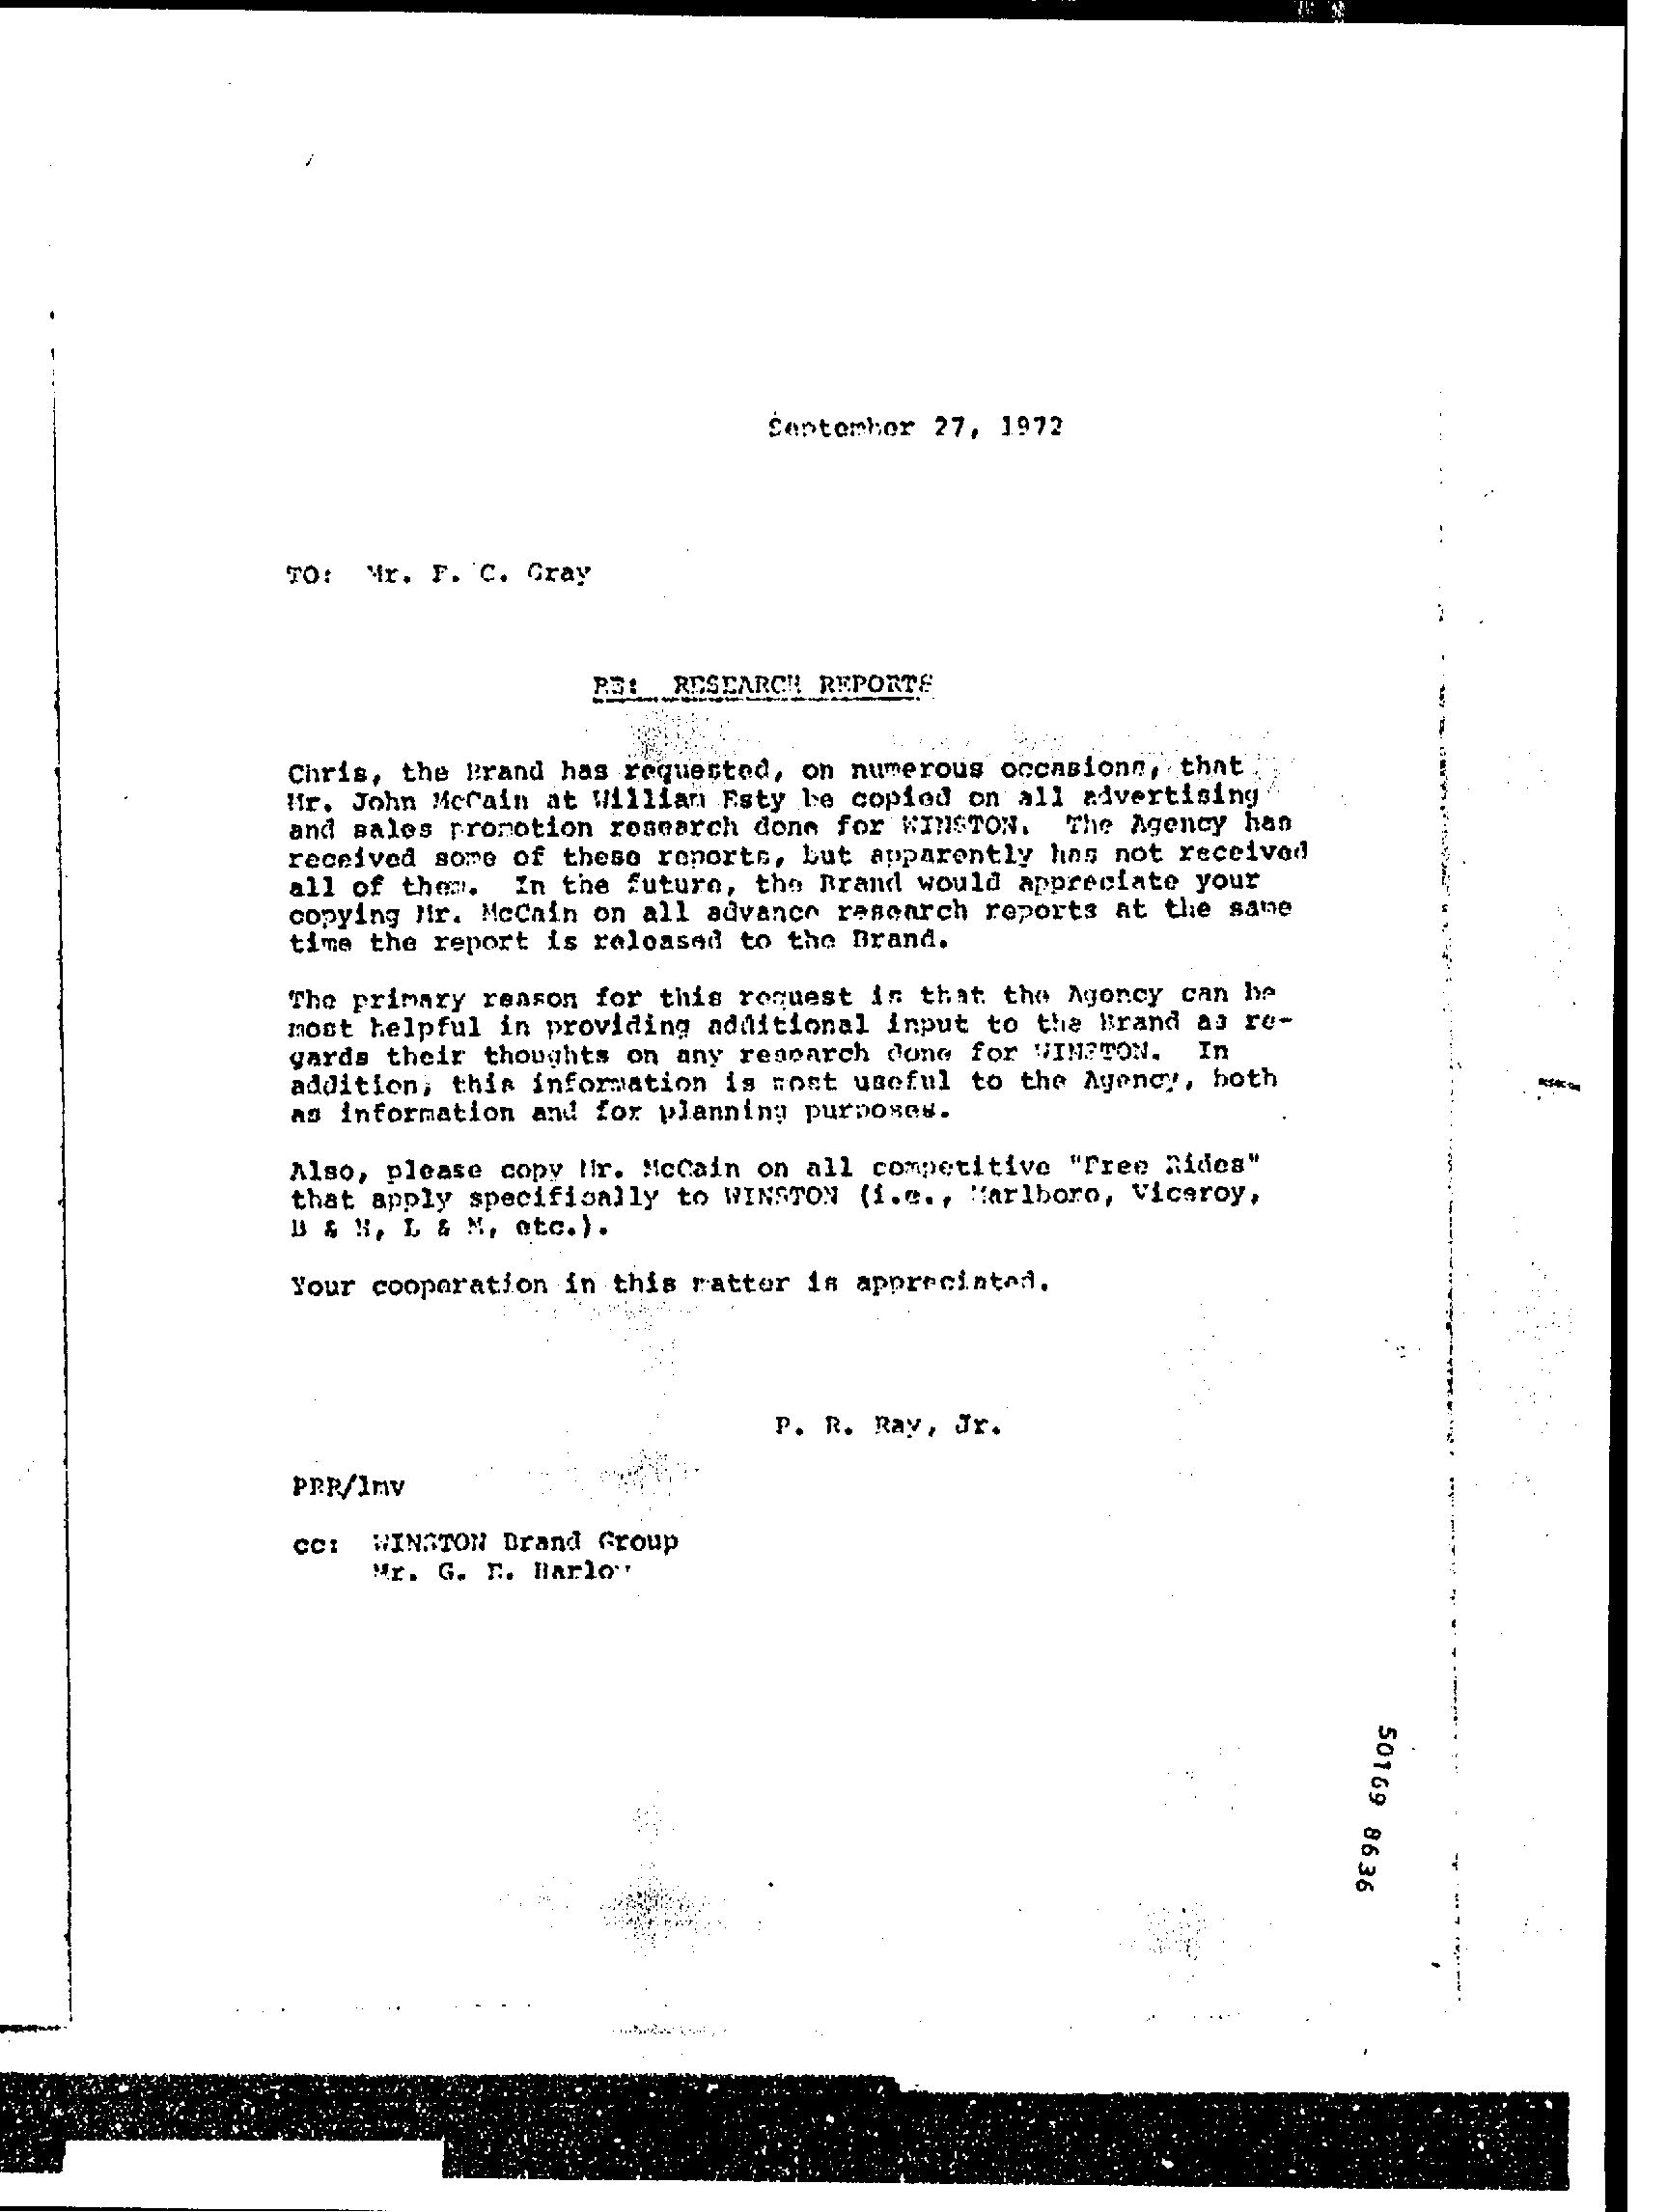 September 27, 1972
TO: Mr. F. C. Gray
RE: RESEARCH REPORTS
Chris, the Brand has requested, on numerous occasions, that
Mr. John McCain at William Esty be copied on all advertising
and sales promotion research done for WINSTON. The Agency has
received some of these reports, but apparently has not received
all of them. In the future, the Brand would appreciate your
copying Mr. McCain on all advance research reports at the same
time the report is released to the Brand.
The primary reason for this request is that the Agency can be
most helpful in providing additional input to the Brand as re-
gards their thoughts on any research done for WINSTON. In
addition, this information is most useful to the Agency, both
as information and for planning purposes.
Also, please copy Mr. McCain on all competitive "Free Rides"
that apply specifically to WINSTON (i.e., Marlboro, Viceroy,
B & H, L & M, etc.).
Your cooperation in this matter is appreciated.
P. R. Ray, Jr.
PRR/lmv
cc: WINSTON Brand Group
Mr. G. E. Harlow
50169 8636